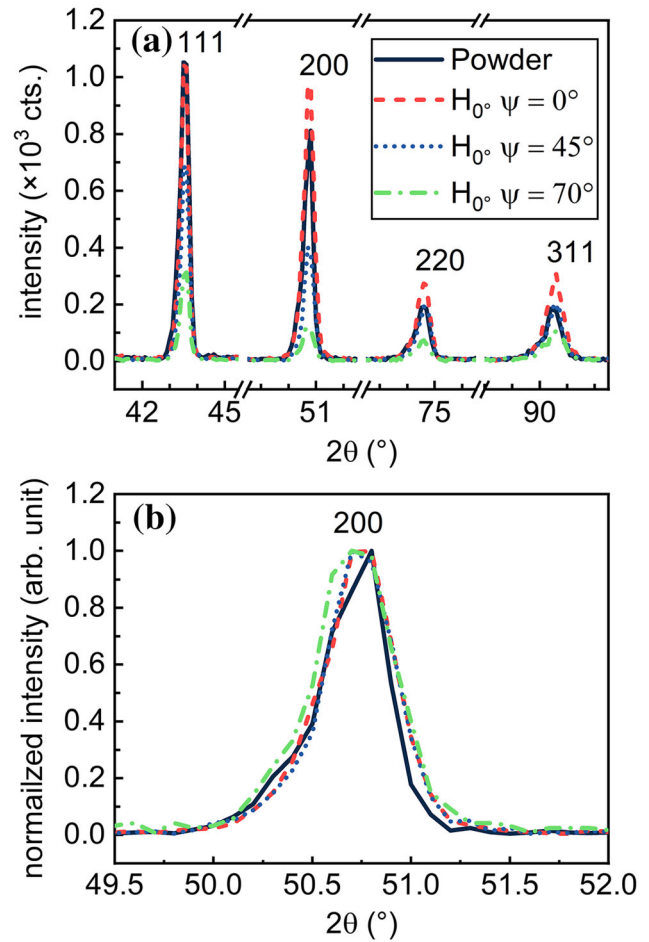 (a)
111
200
220
311
Powder
H0° ψ = 0°
H0° ψ = 45°
H0° ψ = 70°
intensity (×10³ cts.)
1.2
1.0
0.8
0.6
0.4
0.2
0.0
42 45 51 75 90
2θ (°)
(b)
200
normailzed intensity (arb. unit)
1.2
1.0
0.8
0.6
0.4
0.2
0.0
49.5 50.0 50.5 51.0 51.5 52.0
2θ (°)